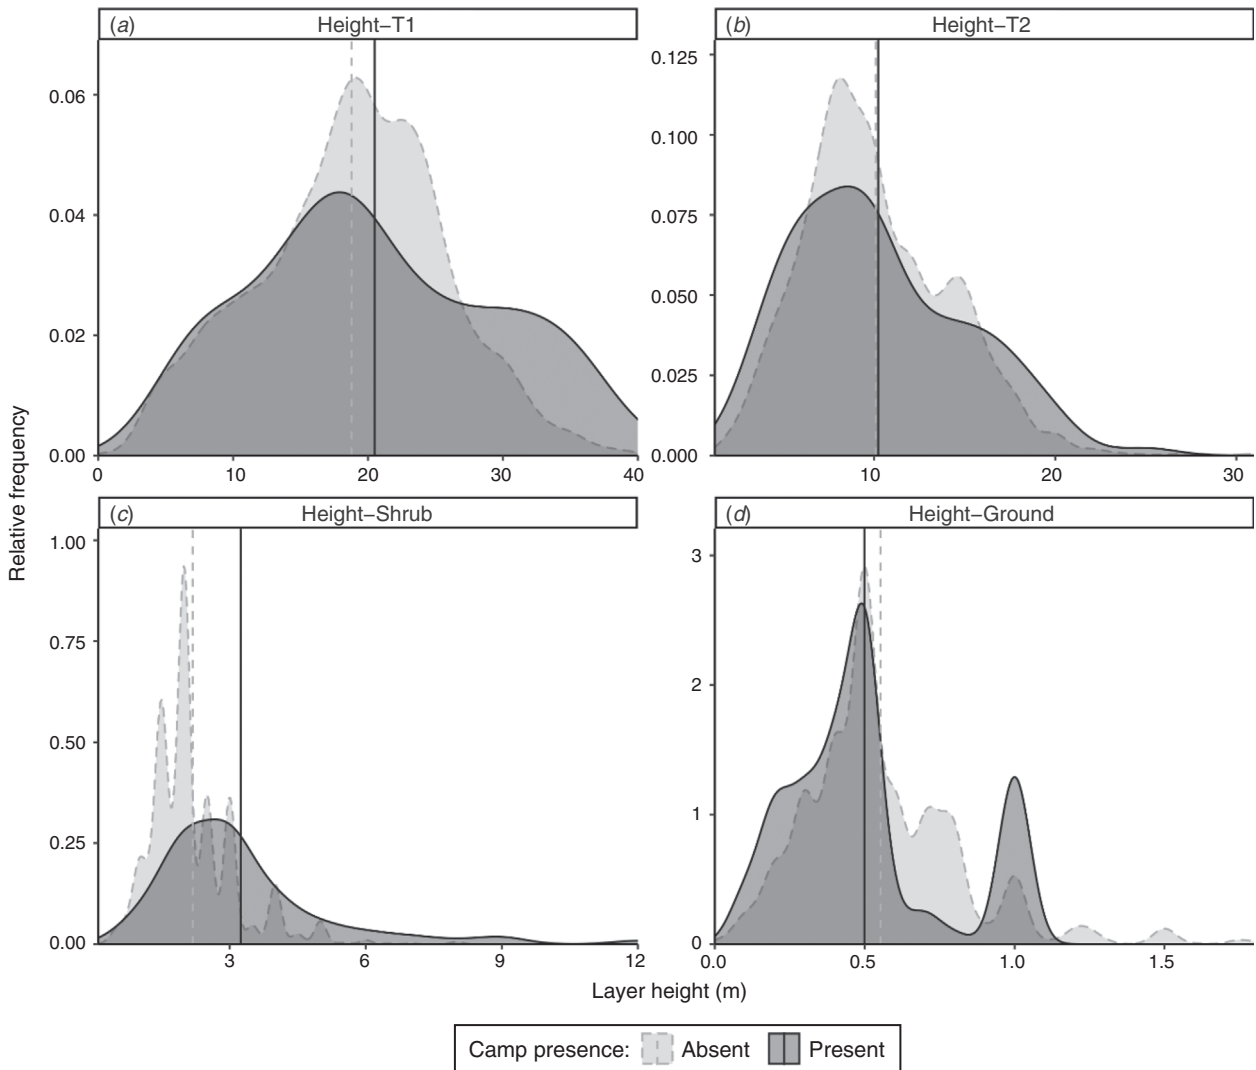 (a) Height–T1
(b) Height–T2
0.06
0.04
0.02
0.00
0 10 20 30 40
0.125
0.100
0.075
0.050
0.025
0.000
10 20 30
Relative frequency
(c) Height–Shrub
(d) Height–Ground
1.00
0.75
0.50
0.25
0.00
3 6 9 12
3
2
1
0
0.0 0.5 1.0 1.5
Layer height (m)
Camp presence: Absent Present